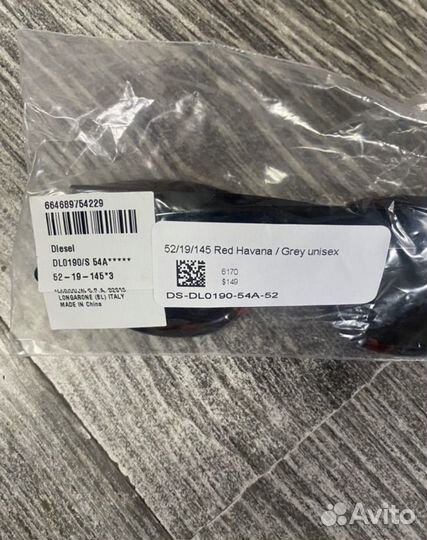 664689754229
Diesel
DL0190/S 54A*****
52-19-145*3
LONGARONE (BL) ITALY
MADE IN China
52/19/145 Red Havana / Grey unisex
6170
$149
DS-DL0190-54A-52
Avito